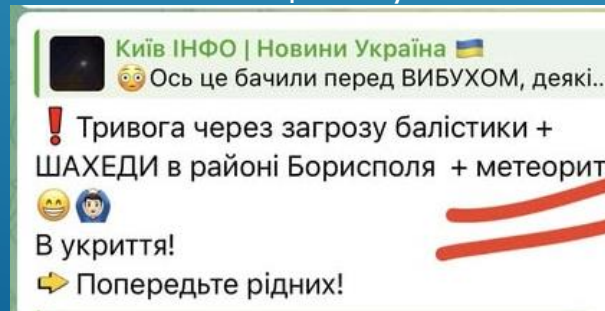 Київ ІНФО | Новини Україна 🇺🇦
😳Ось це бачили перед ВИБУХОМ, деякі..
❗️Тривога через загрозу балістики +
ШАХЕДИ в районі Борисполя + метеорит
😁🙆‍♂️
В укриття!
👉 Попередьте рідних!